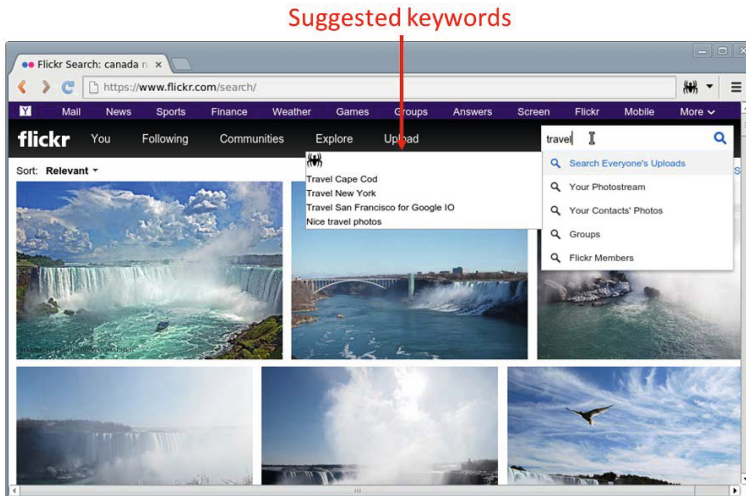 Suggested keywords
Flickr Search: canada n
https://www.flickr.com/search/
Y Mail News Sports Finance Weather Games Groups Answers Screen Flickr Mobile More
flickr You Following Communities Explore Upload travel
Sort: Relevant
Travel Cape Cod
Travel New York
Travel San Francisco for Google IO
Nice travel photos
Search Everyone's Uploads
Your Photostream
Your Contacts' Photos
Groups
Flickr Members
S